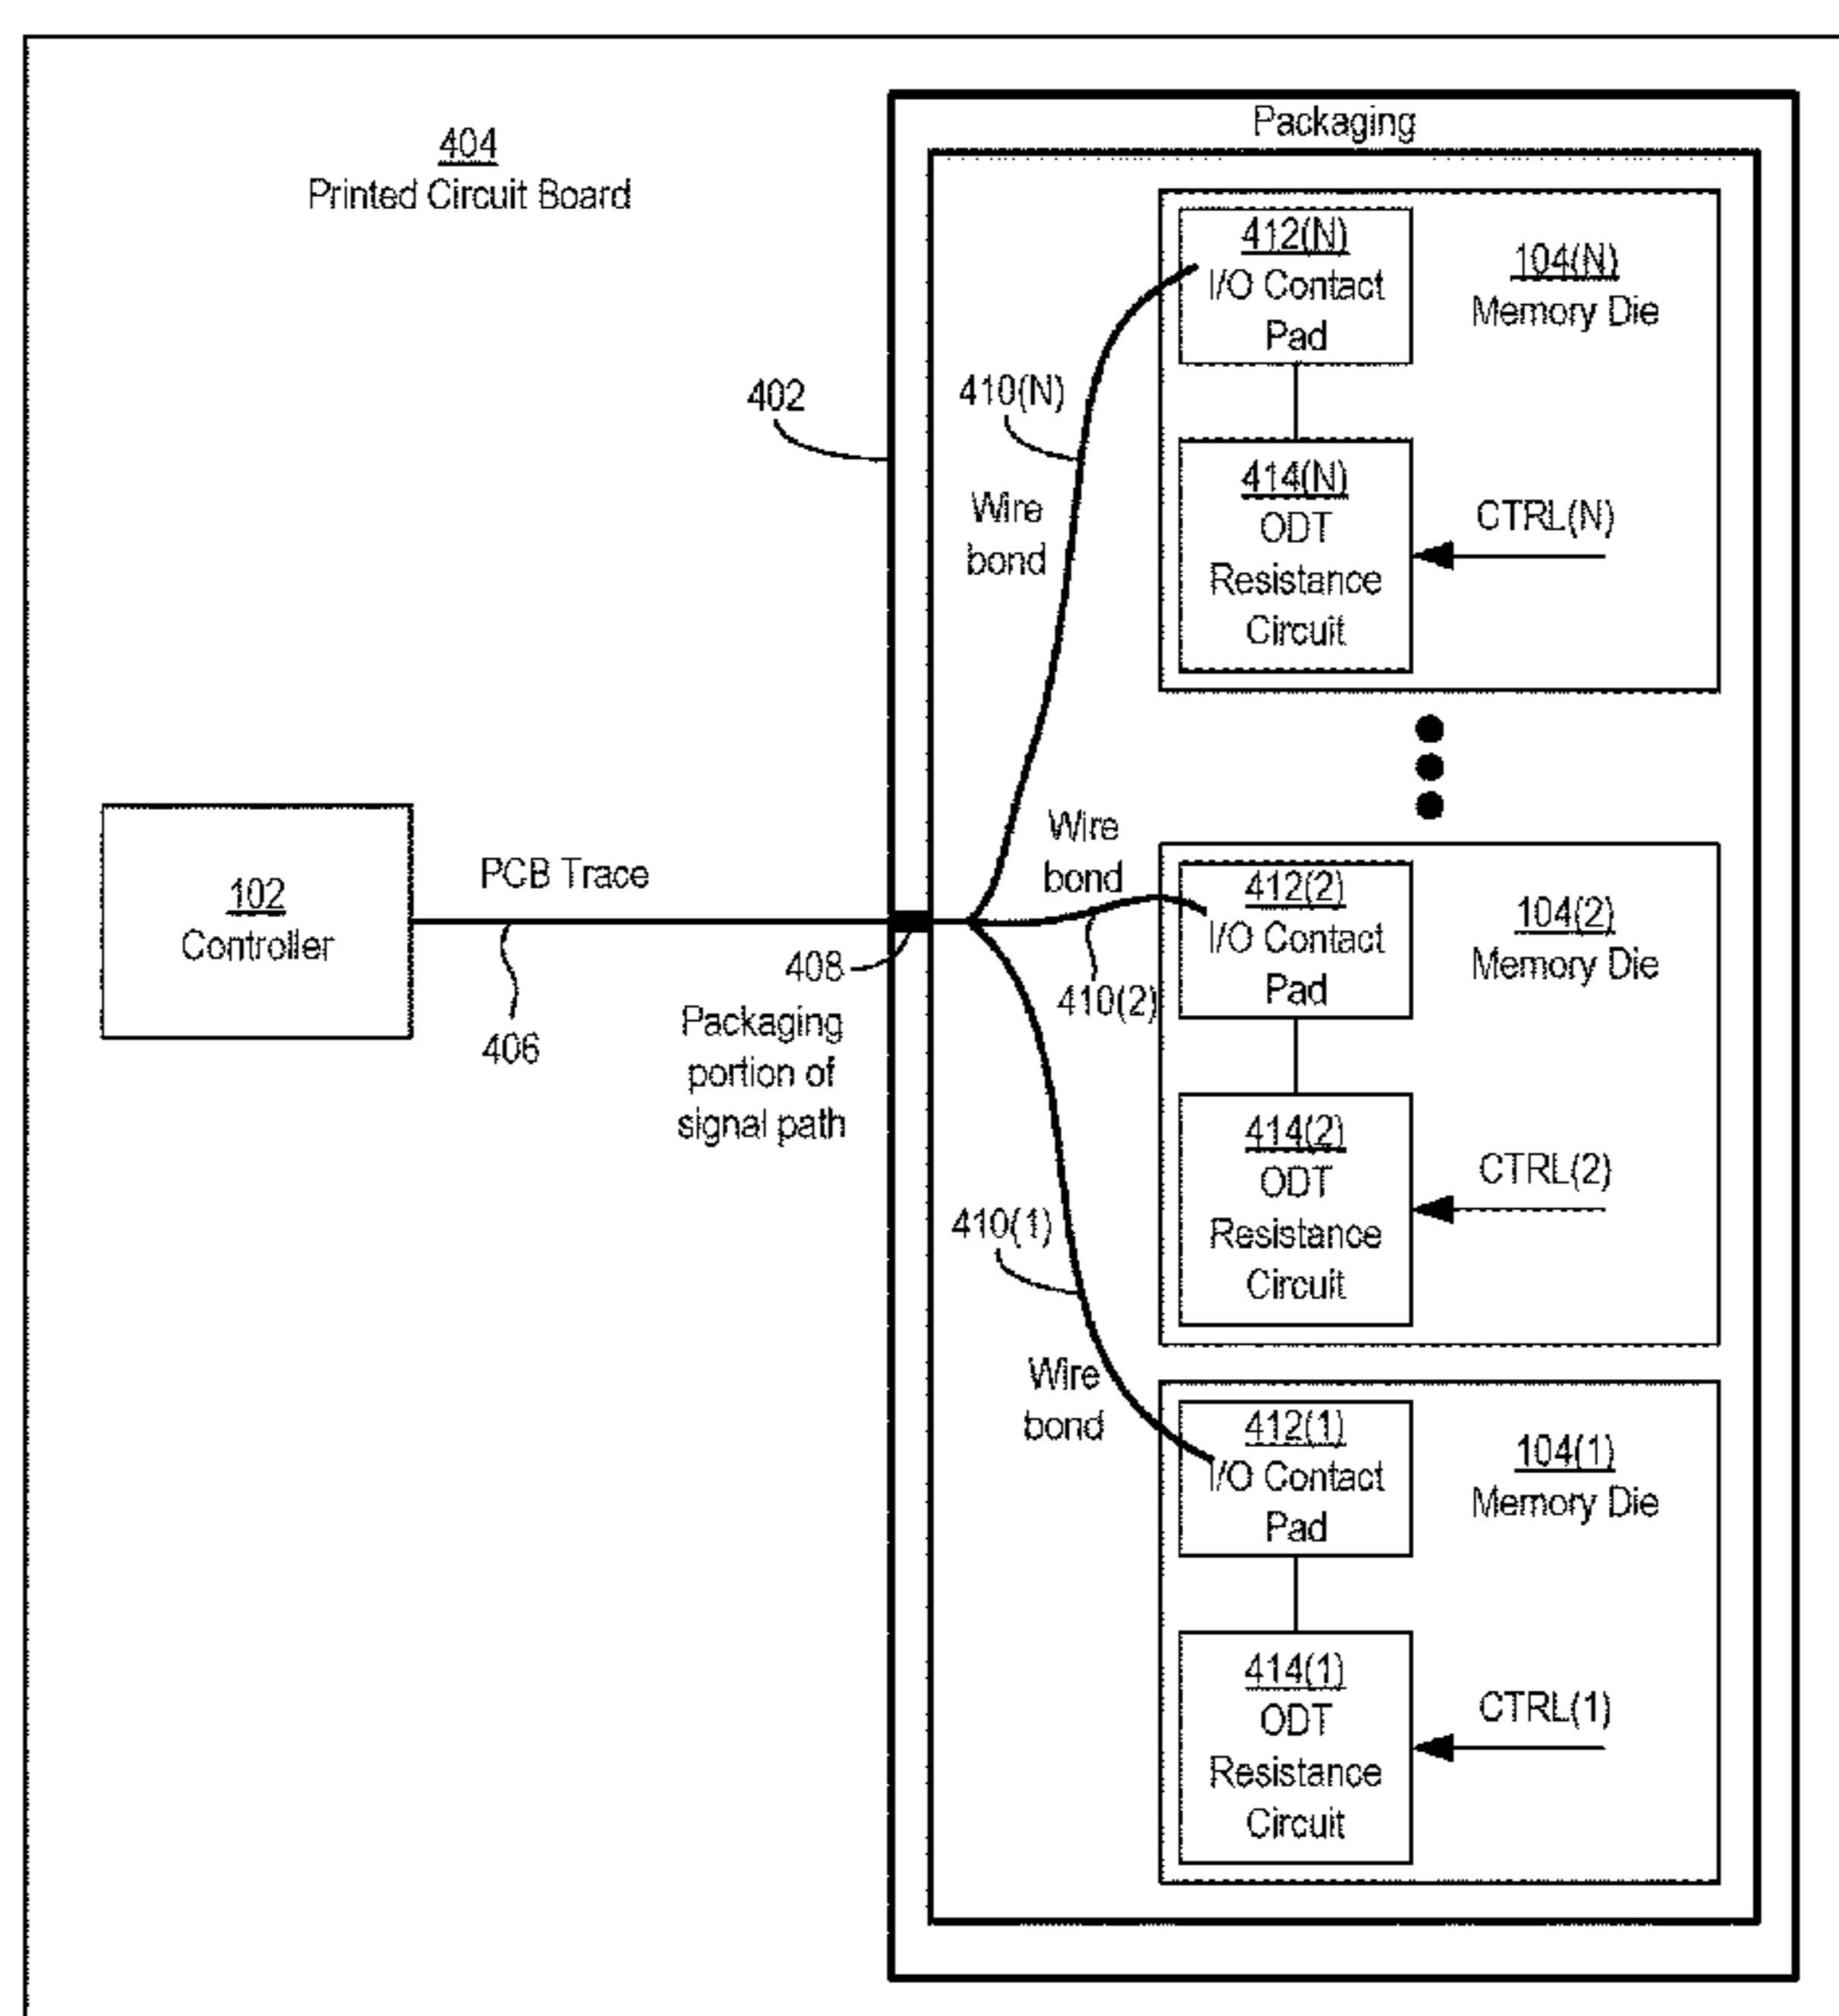 Packaging
404
Printed Circuit Board
412(N)
I/O Contact
Pad
104(N)
Memory Die
402
410(N)
Wire
bond
414(N)
ODT
Resistance
Circuit
CTRL(N)
102
Controller
PCB Trace
406
408
Packaging
portion of
signal path
Wire
bond
410(2)
412(2)
I/O Contact
Pad
104(2)
Memory Die
414(2)
ODT
Resistance
Circuit
CTRL(2)
410(1)
Wire
bond
412(1)
I/O Contact
Pad
104(1)
Memory Die
414(1)
ODT
Resistance
Circuit
CTRL(1)